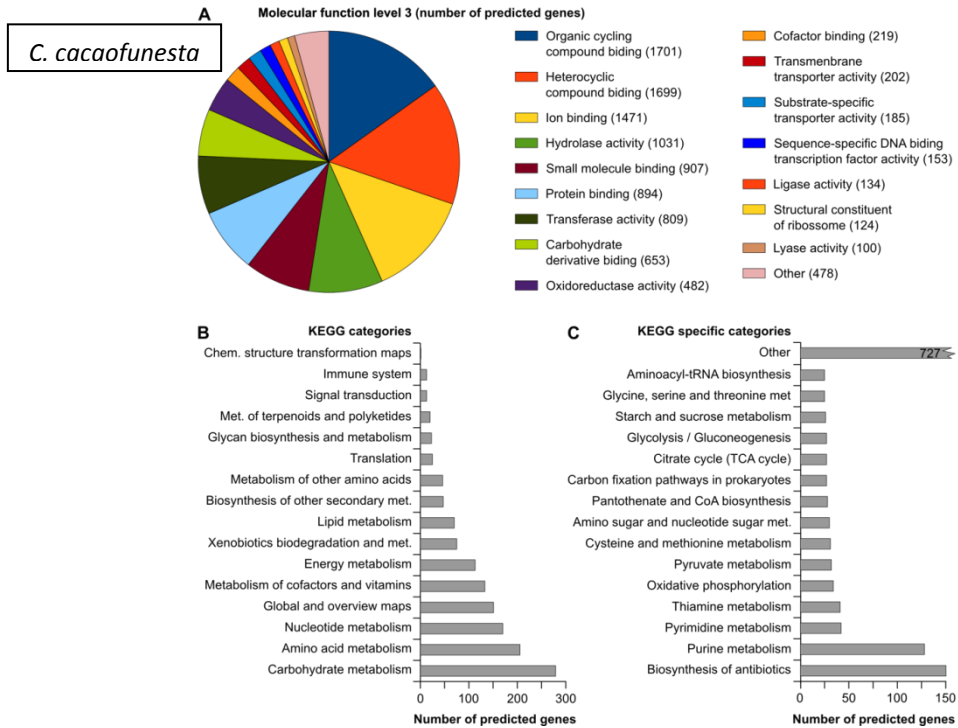 A Molecular function level 3 (number of predicted genes)
C. cacaofunesta
Organic cycling
compound biding (1701)
Heterocyclic
compound biding (1699)
Ion binding (1471)
Hydrolase activity (1031)
Small molecule binding (907)
Protein binding (894)
Transferase activity (809)
Carbohydrate
derivative biding (653)
Oxidoreductase activity (482)
Cofactor binding (219)
Transmenbrane
transporter activity (202)
Substrate-specific
transporter activity (185)
Sequence-specific DNA biding
transcription factor activity (153)
Ligase activity (134)
Structural constituent
of ribossome (124)
Lyase activity (100)
Other (478)
B KEGG categories
Chem. structure transformation maps
Immune system
Signal transduction
Met. of terpenoids and polyketides
Glycan biosynthesis and metabolism
Translation
Metabolism of other amino acids
Biosynthesis of other secondary met.
Lipid metabolism
Xenobiotics biodegradation and met.
Energy metabolism
Metabolism of cofactors and vitamins
Global and overview maps
Nucleotide metabolism
Amino acid metabolism
Carbohydrate metabolism
0 100 200 300
Number of predicted genes
C KEGG specific categories
Other 727
Aminoacyl-tRNA biosynthesis
Glycine, serine and threonine met
Starch and sucrose metabolism
Glycolysis / Gluconeogenesis
Citrate cycle (TCA cycle)
Carbon fixation pathways in prokaryotes
Pantothenate and CoA biosynthesis
Amino sugar and nucleotide sugar met.
Cysteine and methionine metabolism
Pyruvate metabolism
Oxidative phosphorylation
Thiamine metabolism
Pyrimidine metabolism
Purine metabolism
Biosynthesis of antibiotics
0 25 50 75 100 150
Number of predicted genes